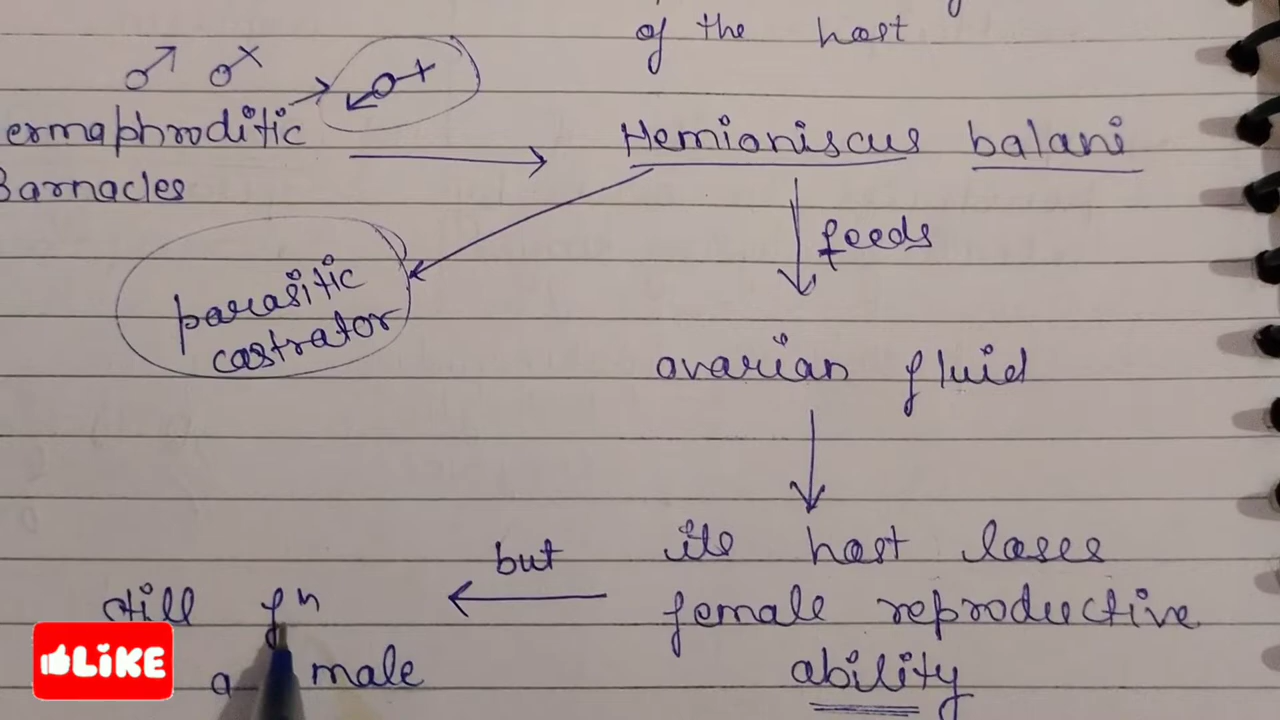 of the host
ermaphroditic
Barnacles
Hemioniscus balani
feeds
parasitic
castrator
ovarian fluid
its host loses
female reproductive
ability
but
still fn
male
LIKE